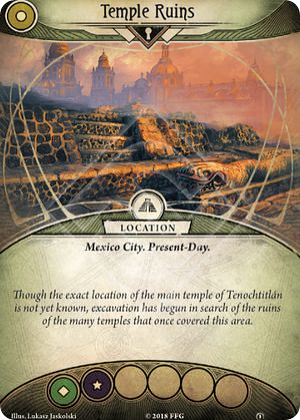 Temple Ruins
LOCATION
Mexico City. Present-Day.
Though the exact location of the main temple of Tenochtitlán
is not yet known, excavation has begun in search of the ruins
of the many temples that once covered this area.
Illus. Lukasz Jaskolski
© 2018 FFG